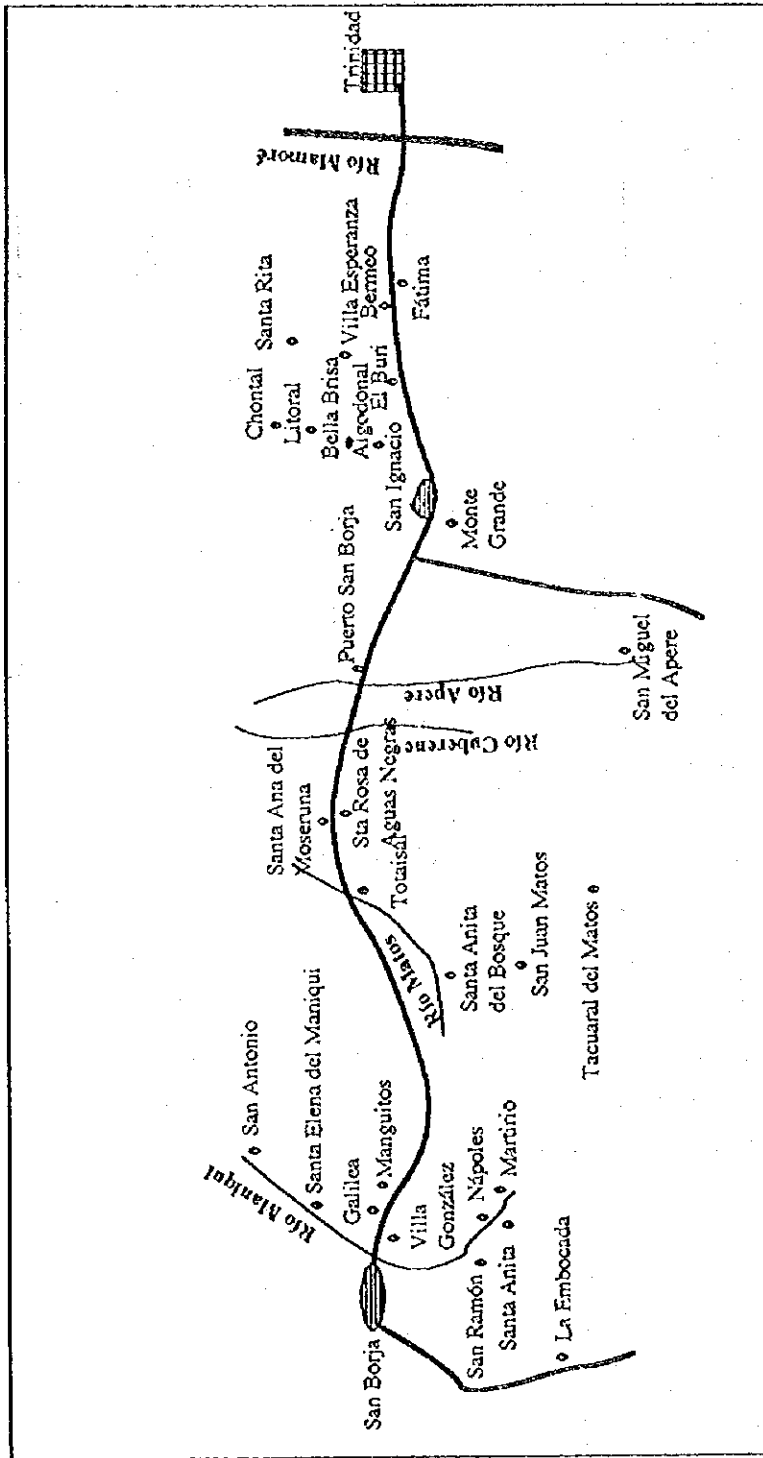 San Borja
Río Maniqui
San Antonio
Santa Elena del Maniqui
Galilea
Manguitos
Villa
González
San Ramón
Nápoles
Santa Anita
Martirio
La Embocada
Río Matos
Santa Anita
del Bosque
San Juan Matos
Tacuaral del Matos
Totaisal
Santa Ana del
Moseruna
Sta Rosa de
Aguas Negras
Río Cuberene
Río Apere
Puerto San Borja
San Miguel
del Apere
San Ignacio
Monte
Grande
Chontal
Litoral
Bella Brisa
Algodonal
El Buri
Santa Rita
Villa Esperanza
Bermeo
Fátima
Río Mamoré
Trinidad